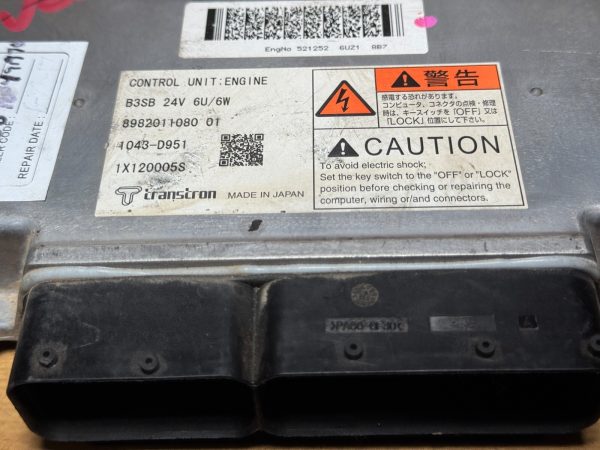 EngNo 521252 6UZ1 8B7
CONTROL UNIT:ENGINE
B3SB 24V 6U/6W
8982011080 01
1043-D951
1X120005S
transtron MADE IN JAPAN
警告
感電する恐れがあります。
コンピュータ、コネクタの点検・修理
時は、キースイッチを「OFF」又は
「LOCK」位置にして下さい。
CAUTION
To avoid electric shock;
Set the key switch to the "OFF" or "LOCK"
position before checking or repairing the
computer, wiring or/and connectors.
REPAIR DATE: